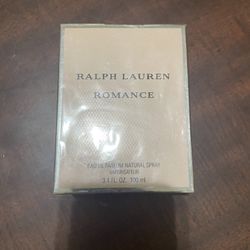 RALPH LAUREN
ROMANCE
EAU DE PARFUM NATURAL SPRAY
VAPORISATEUR
3.4 FL. OZ. 100 ml